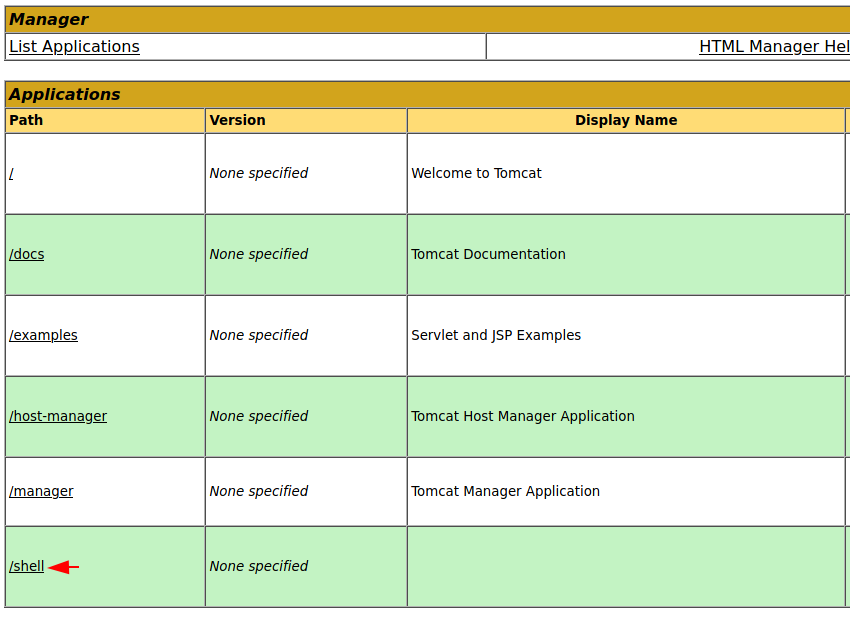 Manager
List Applications HTML Manager Hel
Applications
Path Version Display Name
/ None specified Welcome to Tomcat
/docs None specified Tomcat Documentation
/examples None specified Servlet and JSP Examples
/host-manager None specified Tomcat Host Manager Application
/manager None specified Tomcat Manager Application
/shell None specified